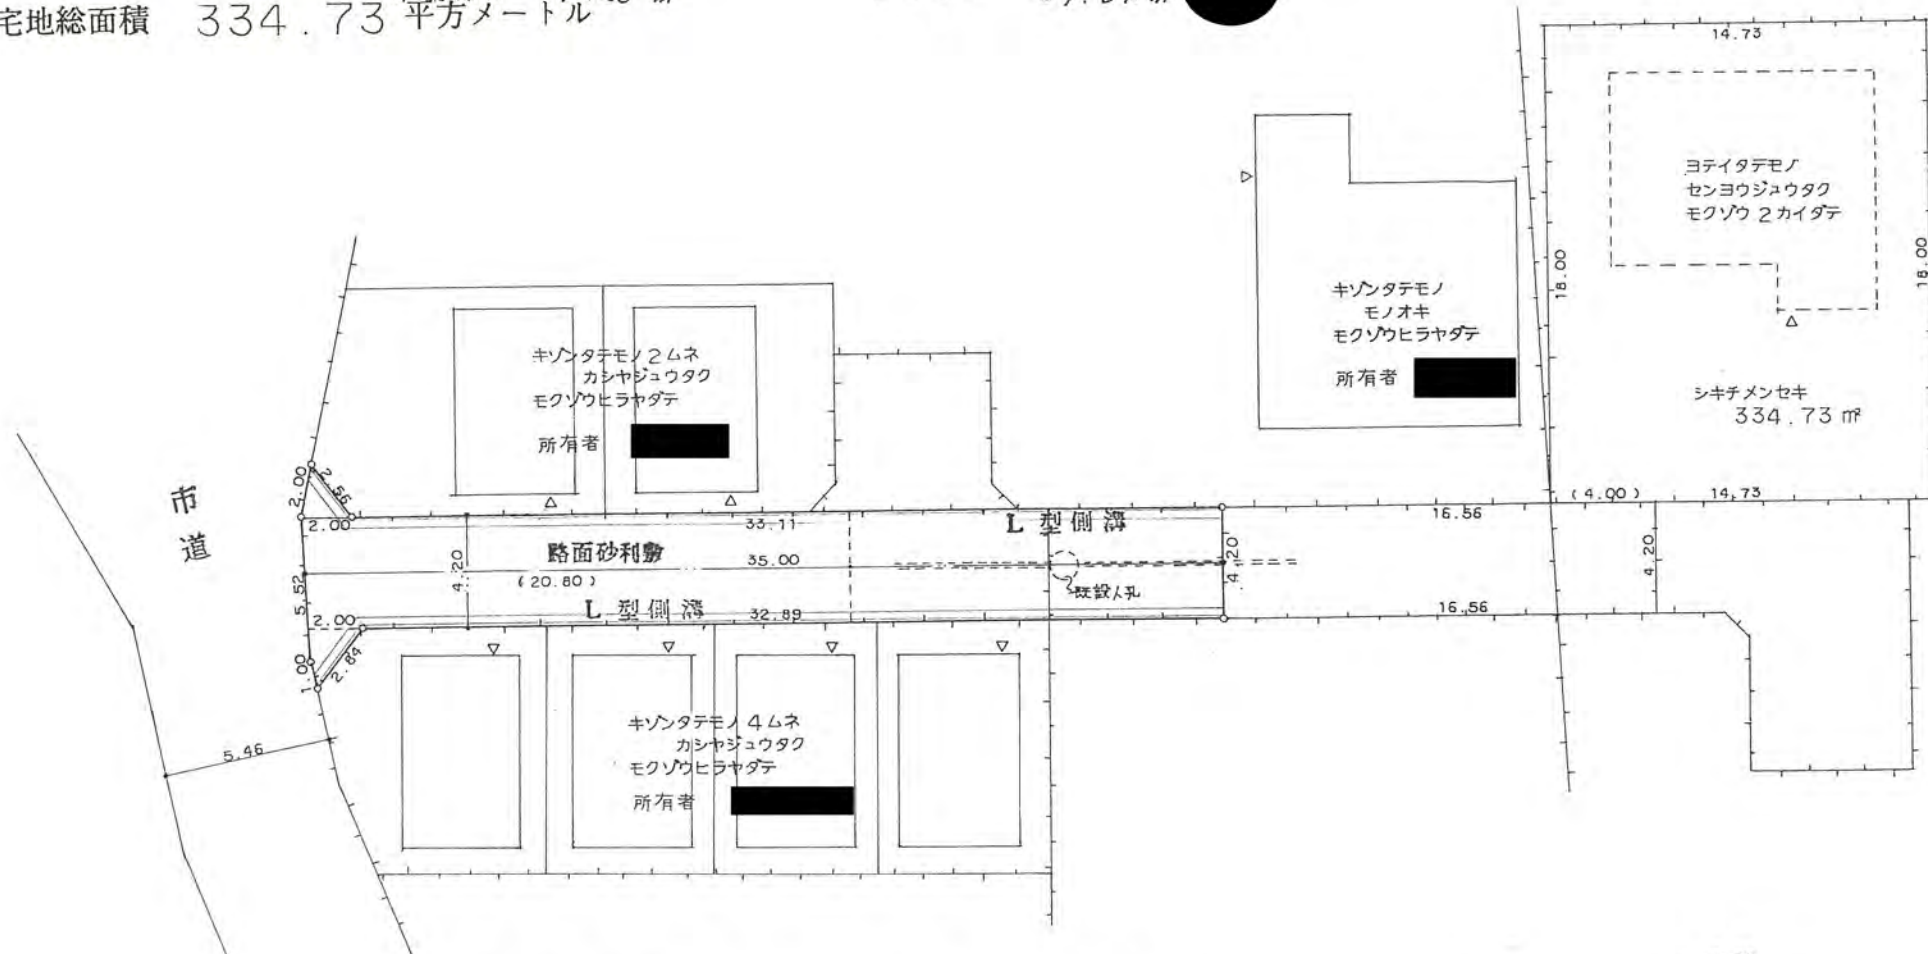 宅地総面積 334.73 平方メートル
14.73
ヨテイタテモノ
センヨウジュウタク
モクゾウ2カイダテ
18.00
18.00
キゾンタテモノ
モノオキ
モクゾウヒラヤダテ
所有者
シキチメンセキ
334.73㎡
キゾンタテモノ2ムネ
カシヤジュウタク
モクゾウヒラヤダテ
所有者
市道
2.00
2.56
2.00
33.11
L型側溝
16.56
(4.00)
14.73
路面砂利敷
35.00
4.20
(20.80)
4.20
4.20
既設人孔
5.52
L型側溝
2.00
32.89
16.56
1.00
2.84
5.46
キゾンタテモノ4ムネ
カシヤジュウタク
モクゾウヒラヤダテ
所有者